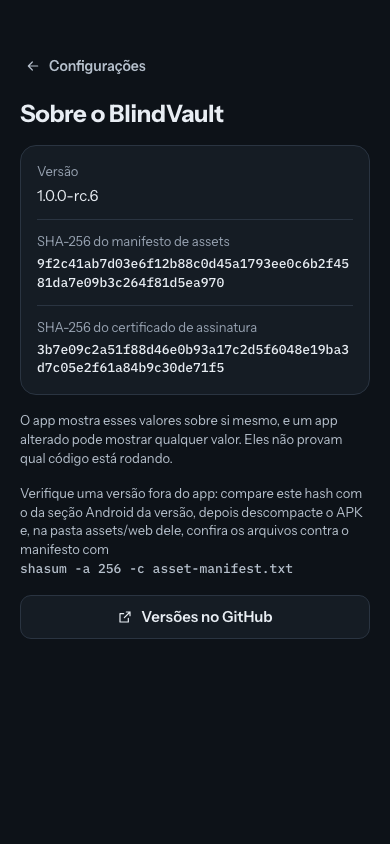 Configurações
Sobre o BlindVault
Versão
1.0.0-rc.6
SHA-256 do manifesto de assets
9f2c41ab7d03e6f12b88c0d45a1793ee0c6b2f45
81da7e09b3c264f81d5ea970
SHA-256 do certificado de assinatura
3b7e09c2a51f88d46e0b93a17c2d5f6048e19ba3
d7c05e2f61a84b9c30de71f5
O app mostra esses valores sobre si mesmo, e um app
alterado pode mostrar qualquer valor. Eles não provam
qual código está rodando.
Verifique uma versão fora do app: compare este hash com
o da seção Android da versão, depois descompacte o APK
e, na pasta assets/web dele, confira os arquivos contra o
manifesto com
shasum -a 256 -c asset-manifest.txt
Versões no GitHub